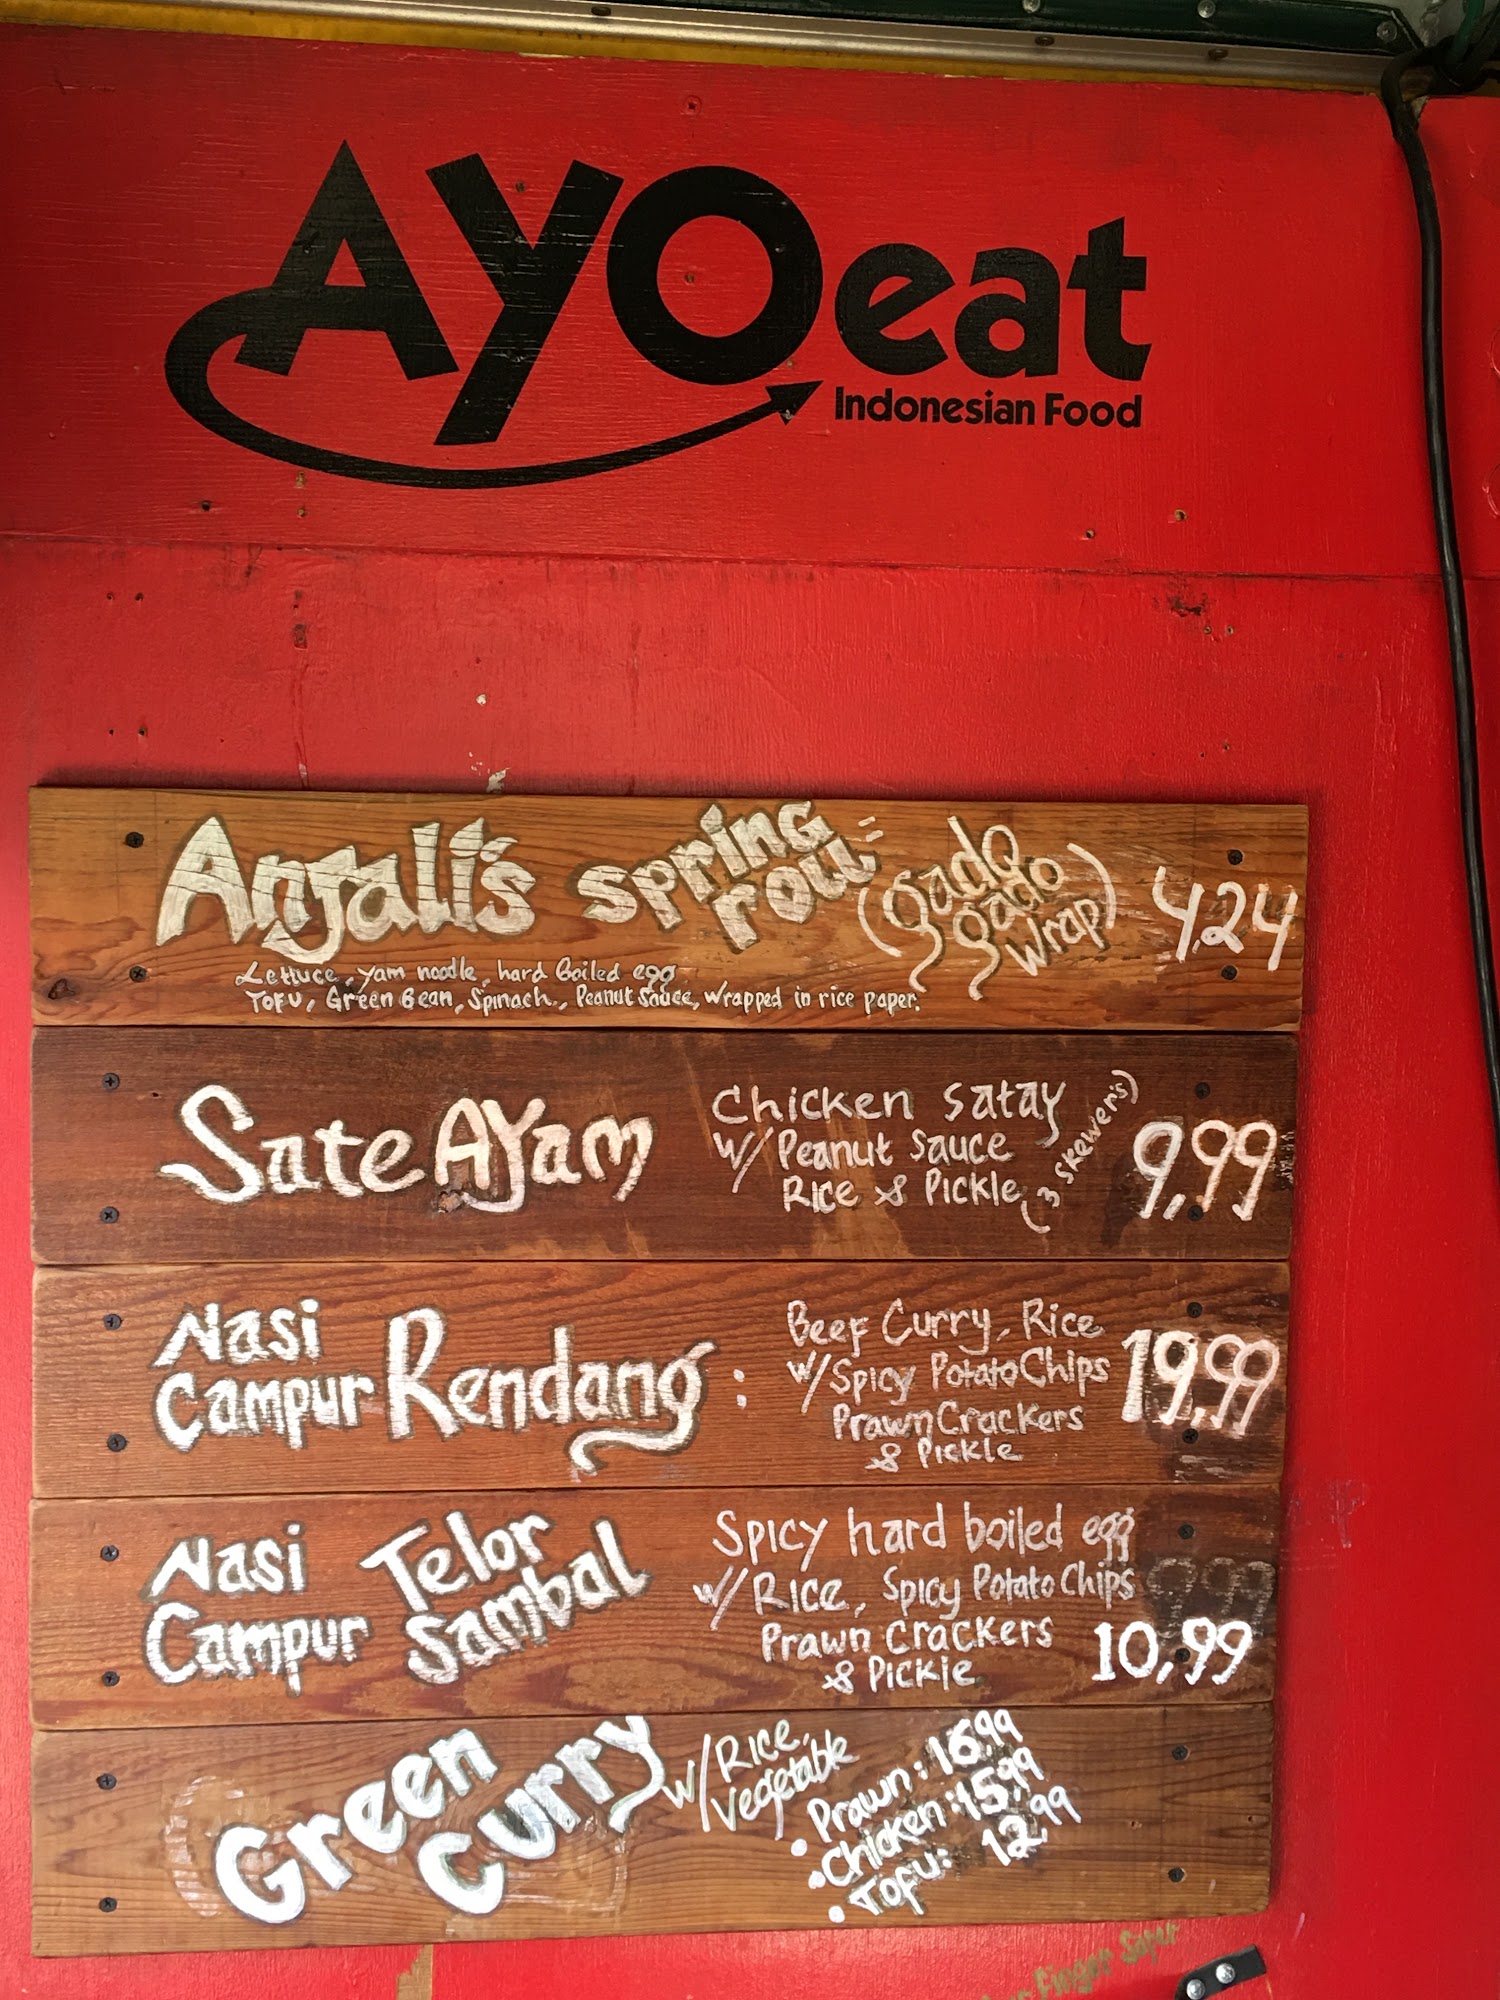 AYOeat
Indonesian Food
Anjali's spring roll = (gado gado wrap) 4,24
Lettuce, yam noodle, hard boiled egg
Tofu, Green bean, Spinach, Peanut sauce, wrapped in rice paper.
Sate Ayam
Chicken satay
w/ Peanut sauce
Rice & Pickle (3 skewer's)
9,99
Nasi
Campur Rendang :
Beef Curry, Rice
w/ Spicy Potato Chips
Prawn Crackers
& Pickle
19,99
Nasi
Campur
Telor
Sambal
Spicy hard boiled egg
w/ Rice, Spicy Potato Chips
Prawn Crackers
& Pickle
9,99
10,99
Green
Curry
w/ Rice,
Vegetable
• Prawn: 16,99
• Chicken: 15,99
• Tofu: 12,99
Finger